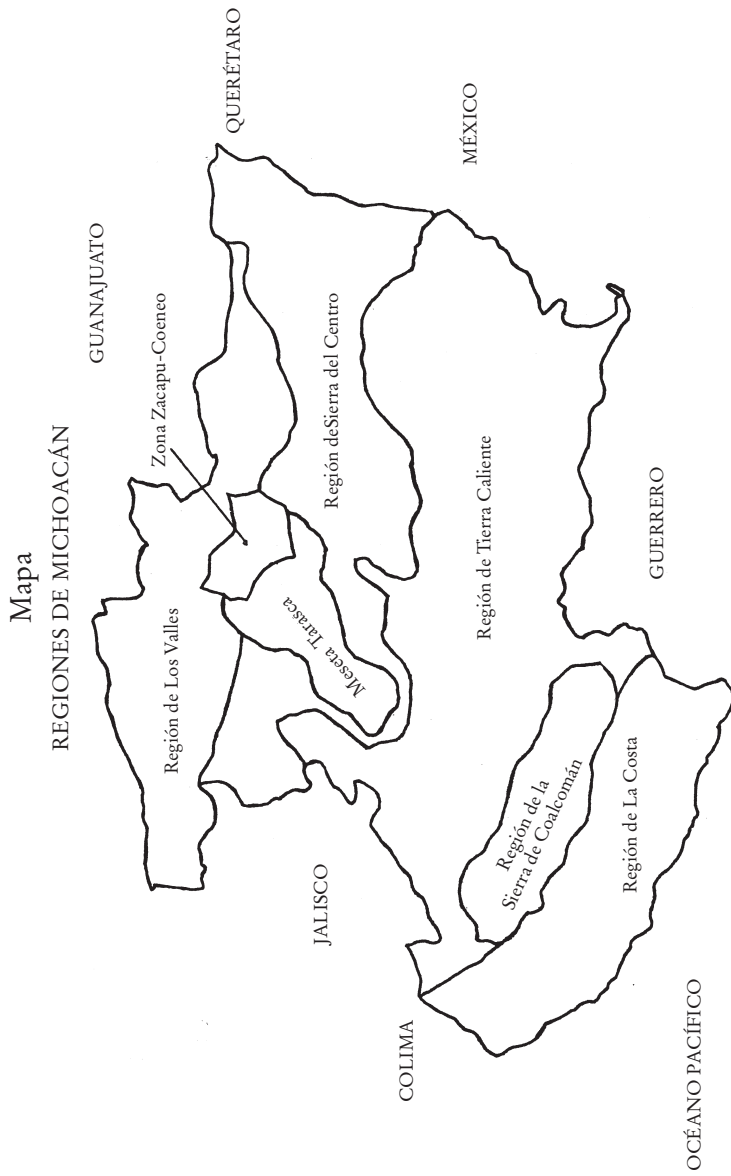 Mapa
REGIONES DE MICHOACÁN
GUANAJUATO
QUERÉTARO
Zona Zacapu-Coeneo
Región de Los Valles
MÉXICO
Meseta Tarasca
Región deSierra del Centro
JALISCO
Región de Tierra Caliente
COLIMA
Región de la
Sierra de Coalcomán
Región de La Costa
GUERRERO
OCÉANO PACÍFICO